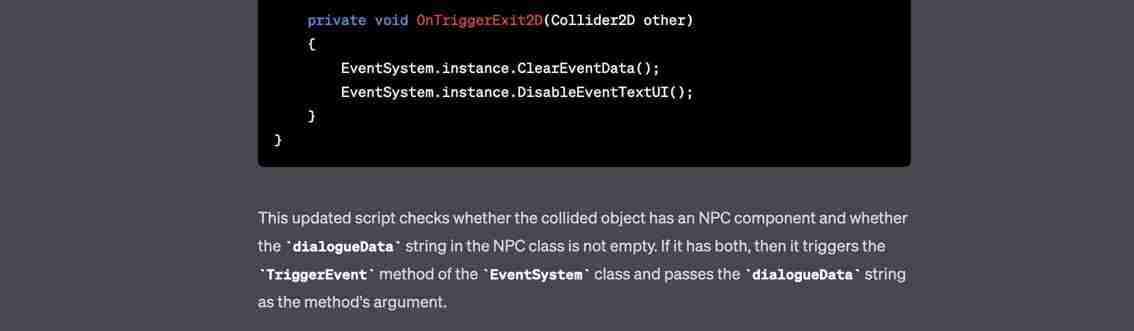 private void OnTriggerExit2D(Collider2D other)
{
EventSystem.instance.ClearEventData();
EventSystem.instance.DisableEventTextUI();
}
}
This updated script checks whether the collided object has an NPC component and whether
the `dialogueData` string in the NPC class is not empty. If it has both, then it triggers the
`TriggerEvent` method of the `EventSystem` class and passes the `dialogueData` string
as the method's argument.